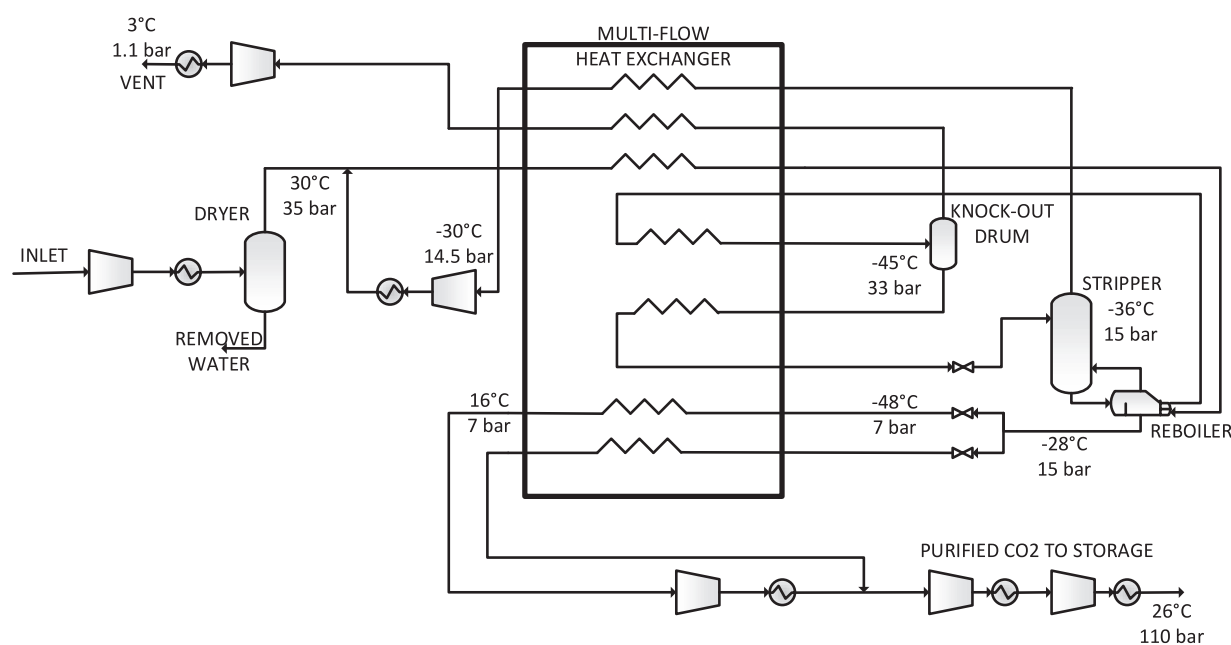 3°C
1.1 bar
VENT
MULTI-FLOW
HEAT EXCHANGER
30°C
35 bar
DRYER
INLET
REMOVED
WATER
-30°C
14.5 bar
KNOCK-OUT
DRUM
-45°C
33 bar
STRIPPER
-36°C
15 bar
16°C
7 bar
-48°C
7 bar
REBOILER
-28°C
15 bar
PURIFIED CO2 TO STORAGE
26°C
110 bar